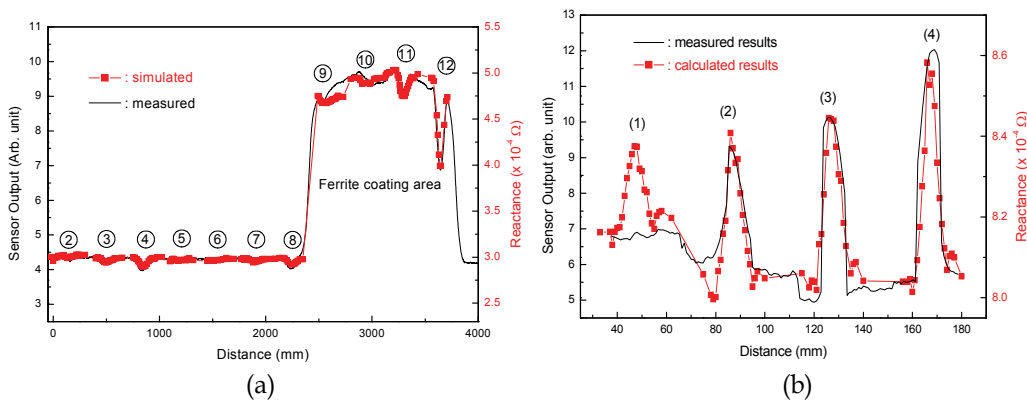 11
10
9
8
7
6
5
4
3
Sensor Output (Arb. unit)
: simulated
: measured
⑨ ⑩ ⑪ ⑫
Ferrite coating area
② ③ ④ ⑤ ⑥ ⑦ ⑧
5.5
5.0
4.5
4.0
3.5
3.0
2.5
Reactance (x 10⁻⁴ Ω)
0 1000 2000 3000 4000
Distance (mm)
(a)
13
12
11
10
9
8
7
6
5
Sensor Output (arb. unit)
: measured results
: calculated results
(1) (2) (3) (4)
8.6
8.4
8.2
8.0
Reactance (x 10⁻⁴ Ω)
40 60 80 100 120 140 160 180
Distance (mm)
(b)